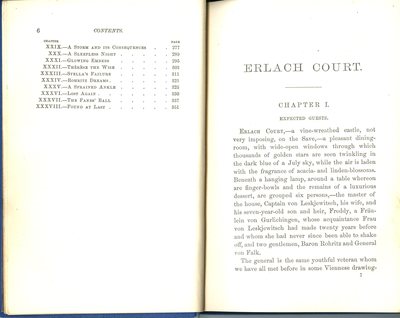 6 CONTENTS.
CHAPTER PAGE
XXIX.—A Storm and its Consequences . . 277
XXX.—A Sleepless Night . . . . . 289
XXXI.—Glowing Embers . . . . . 295
XXXII.—Thérèse the Wise . . . . . 303
XXXIII.—Stella's Failure . . . . . 311
XXXIV.—Rohritz Dreams . . . . . 321
XXXV.—A Sprained Ankle . . . . . 325
XXXVI.—Lost Again . . . . . .
XXXVII.—The Fanes' Ball . . . . . 337
XXXVIII.—Found at Last . . . . . . 351
ERLACH COURT.
CHAPTER I.
EXPECTED GUESTS.
Erlach Court,—a vine-wreathed castle, not
very imposing, on the Save,—a pleasant dining-
room, with wide-open windows through which
thousands of golden stars are seen twinkling in
the dark blue of a July sky, while the air is laden
with the fragrance of acacia- and linden-blossoms.
Beneath a hanging lamp, around a table whereon
are finger-bowls and the remains of a luxurious
dessert, are grouped six persons,—the master of
the house, Captain von Leskjewitsch, his wife, and
his seven-year-old son and heir, Freddy, a Fräu-
lein von Gurlichingen, whose acquaintance Frau
von Leskjewitsch had made twenty years before
and whom she had never since been able to shake
off, and two gentlemen, Baron Rohritz and General
von Falk.
The general is the same youthful veteran whom
we have all met before in some Viennese drawing-
1